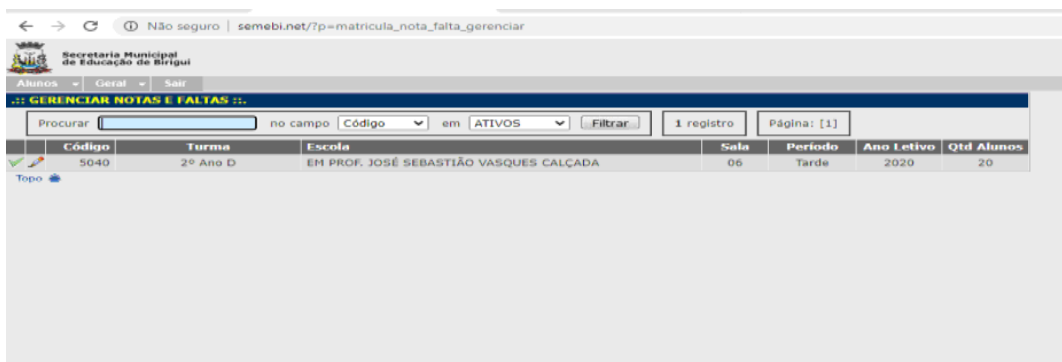 Não seguro | semebi.net/?p=matricula_nota_falta_gerenciar
Secretaria Municipal
de Educação de Birigui
Alunos Geral Sair
.:: GERENCIAR NOTAS E FALTAS ::.
Procurar no campo Código em ATIVOS Filtrar 1 registro Página: [1]
Código Turma Escola Sala Período Ano Letivo Qtd Alunos
5040 2º Ano D EM PROF. JOSÉ SEBASTIÃO VASQUES CALÇADA 06 Tarde 2020 20
Topo